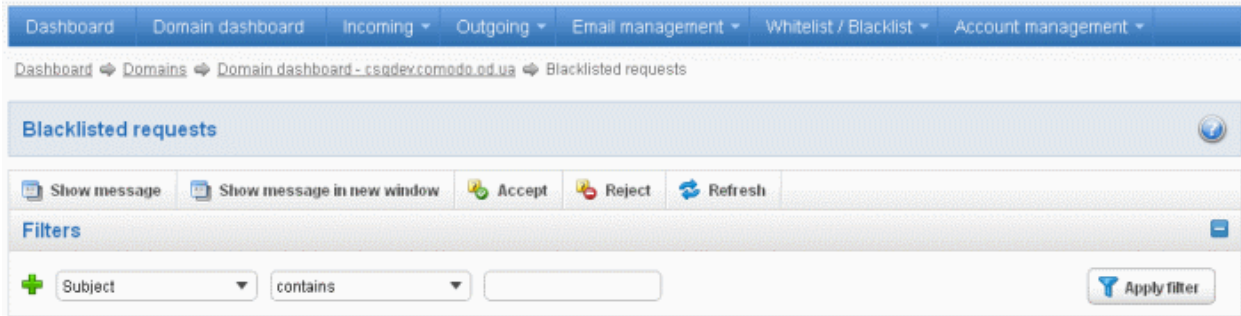 Dashboard Domain dashboard Incoming Outgoing Email management Whitelist / Blacklist Account management
Dashboard Domains Domain dashboard - csgdev.comodo.od.ua Blacklisted requests
Blacklisted requests
Show message Show message in new window Accept Reject Refresh
Filters
Subject contains Apply filter